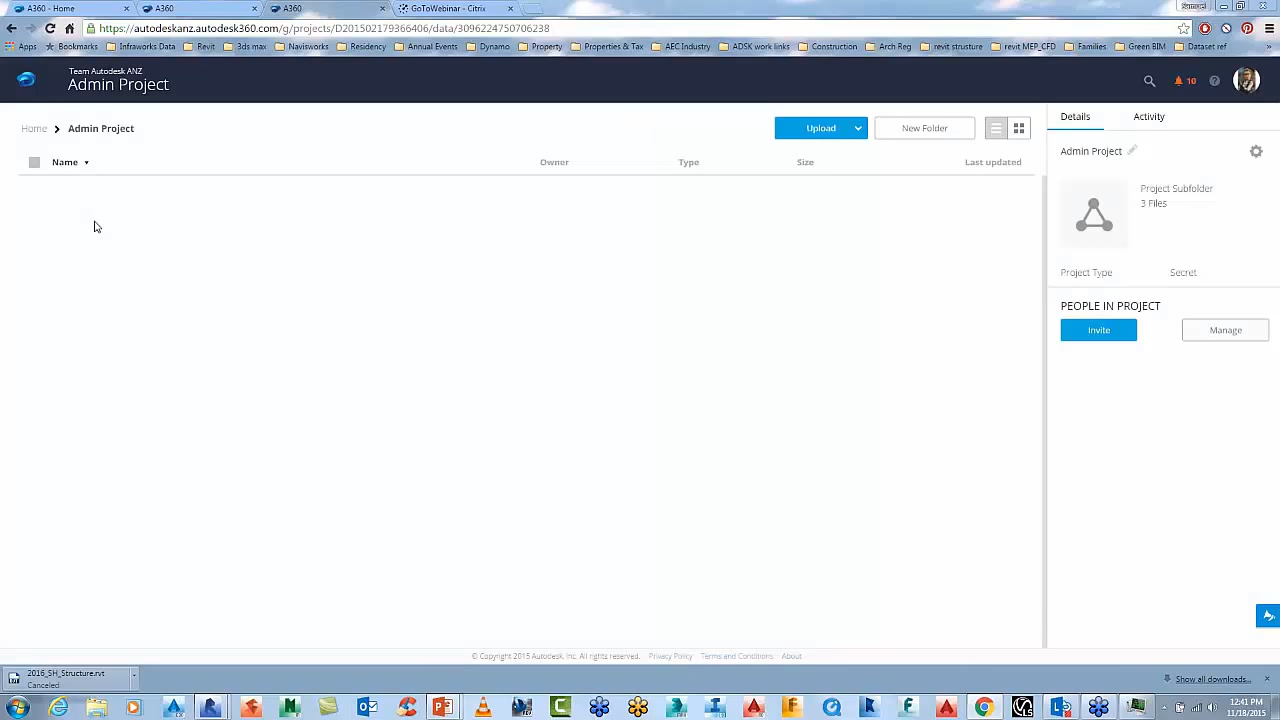 A360 - Home
A360
A360
GoToWebinar - Citrix
https://autodeskanz.autodesk360.com/g/projects/D201502179366406/data/3096224750706238
Apps
Bookmarks
Infraworks Data
Revit
3ds max
Navisworks
Residency
Annual Events
Dynamo
Property
Properties & Tax
AEC Industry
ADSK work links
Construction
Arch Reg
revit structure
revit MEP_CFD
Families
Green BIM
Dataset ref
»
Team Autodesk ANZ
Admin Project
10
Home
Admin Project
Upload
New Folder
Details
Activity
Name
Owner
Type
Size
Last updated
Admin Project
Project Subfolder
3 Files
Project Type
Secret
PEOPLE IN PROJECT
Invite
Manage
© Copyright 2015 Autodesk, Inc. All rights reserved.
Privacy Policy
Terms and Conditions
About
2016_SH_Structure.rvt
Canceled
Show all downloads...
12:41 PM
11/18/2015